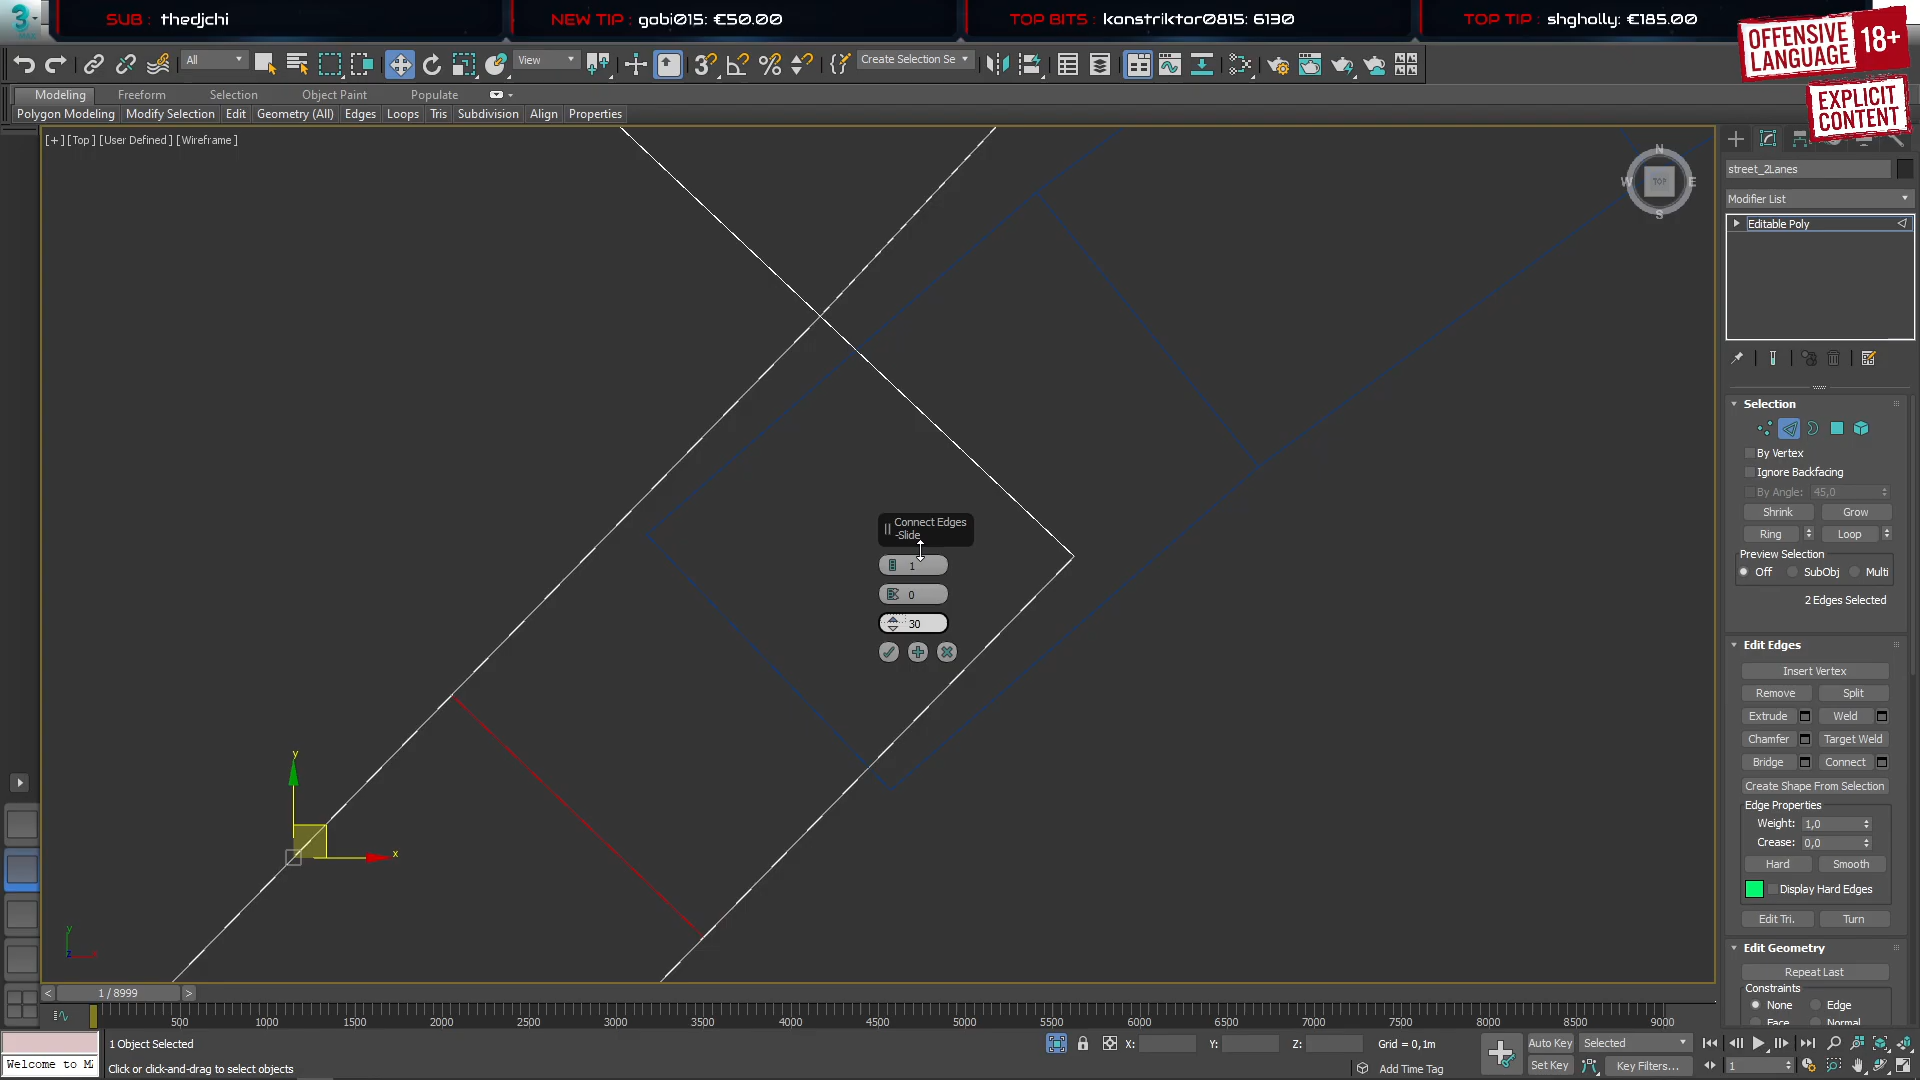 SUB : thedjchi
NEW TIP : gabi015: €50.00
TOP BITS : konstriktor0815: 6130
TOP TIP : shgholly: €185.00
OFFENSIVE LANGUAGE 18+
EXPLICIT CONTENT
All
View
Create Selection Se
Modeling
Freeform
Selection
Object Paint
Populate
Polygon Modeling
Modify Selection
Edit
Geometry (All)
Edges
Loops
Tris
Subdivision
Align
Properties
[+] [Top ] [User Defined ] [Wireframe ]
N
W
TOP
E
S
street_2Lanes
Modifier List
Editable Poly
Selection
By Vertex
Ignore Backfacing
By Angle: 45,0
Shrink
Grow
Ring
Loop
Preview Selection
Off
SubObj
Multi
2 Edges Selected
Edit Edges
Insert Vertex
Remove
Split
Extrude
Weld
Chamfer
Target Weld
Bridge
Connect
Create Shape From Selection
Edge Properties
Weight: 1,0
Crease: 0,0
Hard
Smooth
Display Hard Edges
Edit Tri.
Turn
Edit Geometry
Repeat Last
Constraints
None
Edge
Face
Normal
Connect Edges
-Slide
1
0
30
y
x
y
1 / 8999
500 1000 1500 2000 2500 3000 3500 4000 4500 5000 5500 6000 6500 7000 7500 8000 8500 9000
1 Object Selected
Welcome to M
Click or click-and-drag to select objects
X:
Y:
Z:
Grid = 0,1m
Add Time Tag
Auto Key
Selected
Set Key
Key Filters...
1